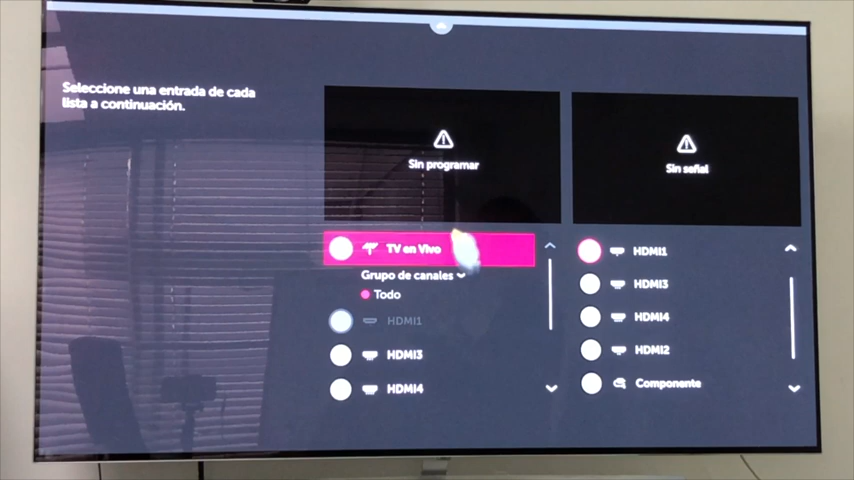 Seleccione una entrada de cada
lista a continuación.
Sin programar
Sin señal
TV en Vivo
Grupo de canales
Todo
HDMI1
HDMI3
HDMI4
HDMI1
HDMI3
HDMI4
HDMI2
Componente